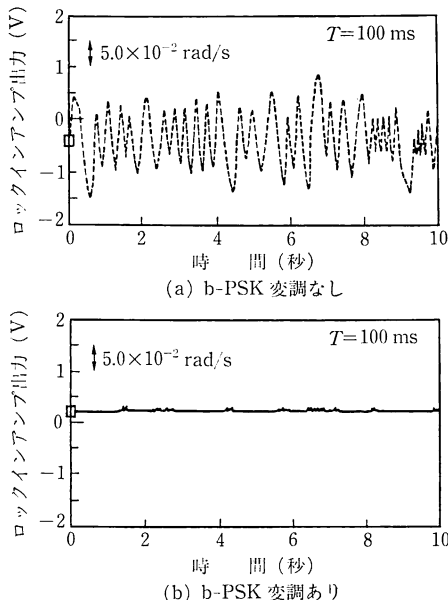 ロックインアンプ出力 (V)
2
1
0
−1
−2
5.0×10⁻² rad/s
T=100 ms
0 2 4 6 8 10
時 間 (秒)
(a) b-PSK 変調なし
ロックインアンプ出力 (V)
2
1
0
−1
−2
5.0×10⁻² rad/s
T=100 ms
0 2 4 6 8 10
時 間 (秒)
(b) b-PSK 変調あり